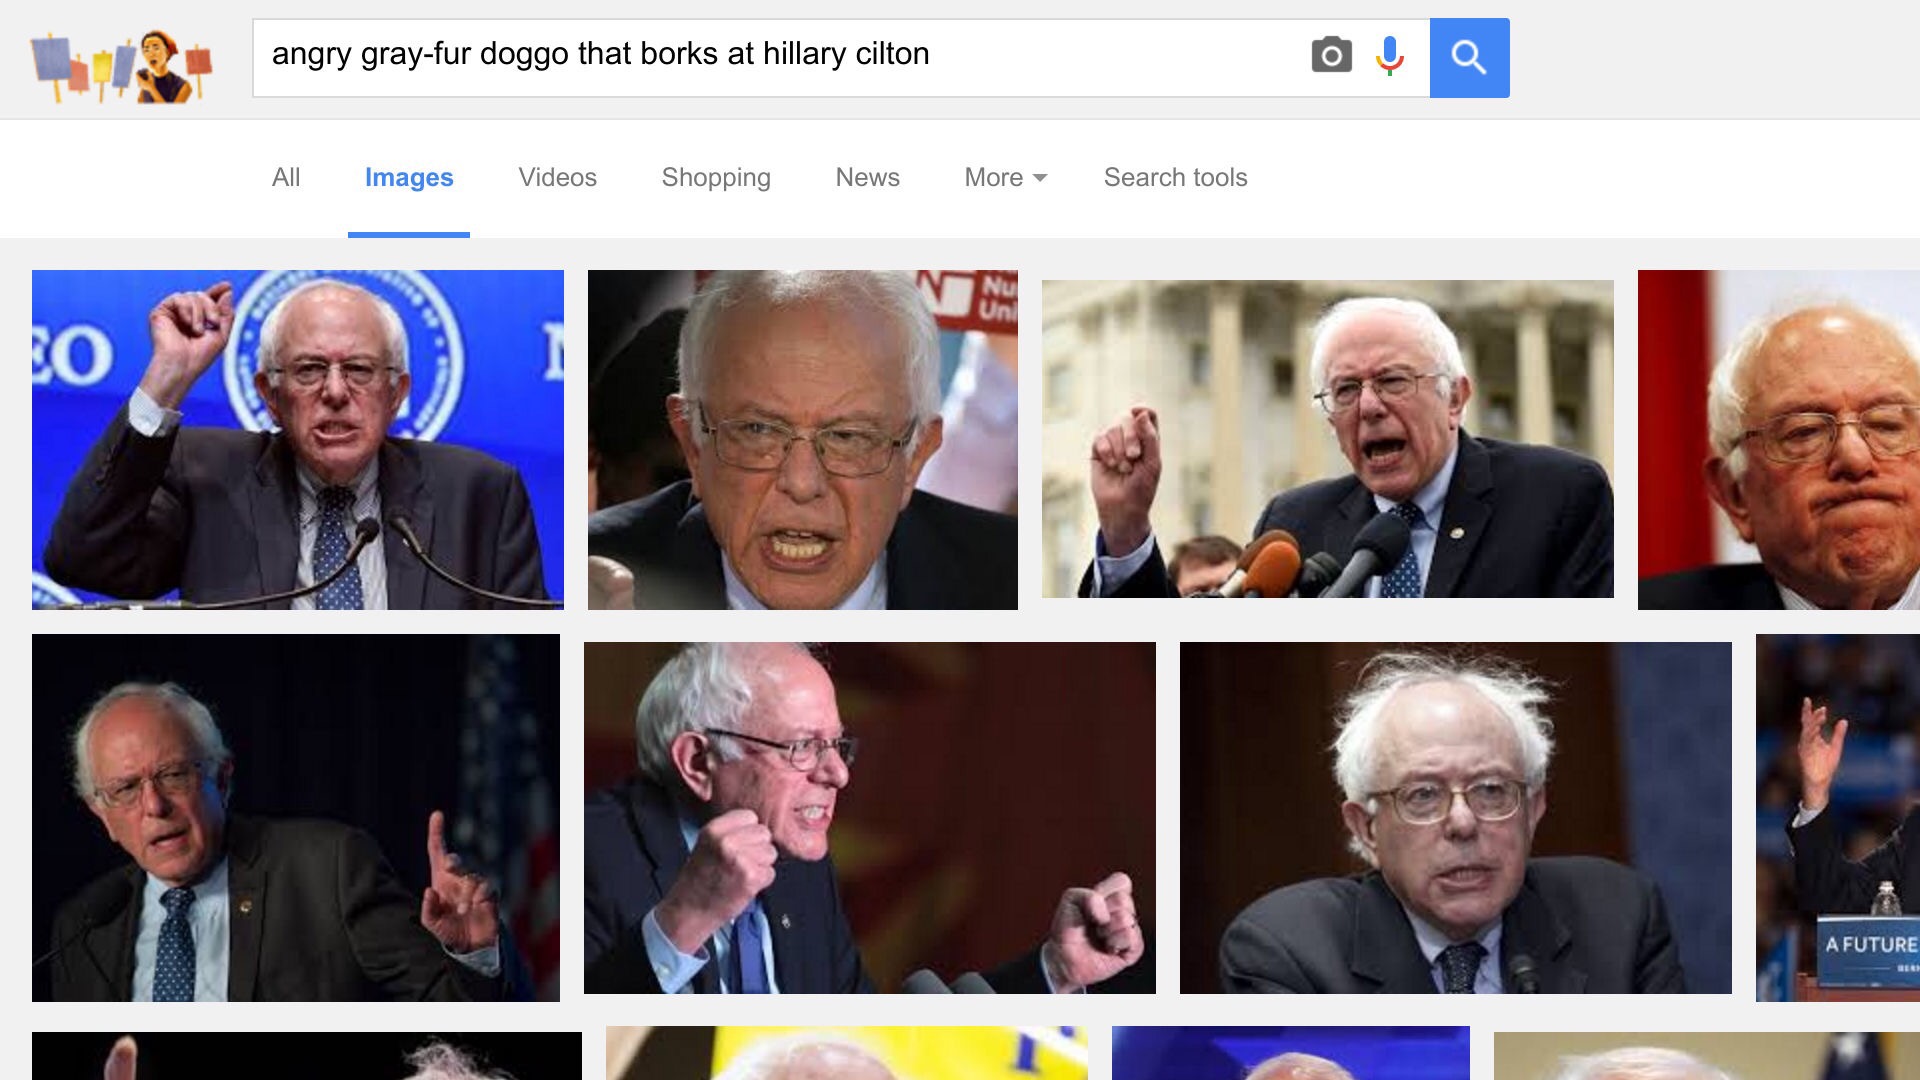 angry gray-fur doggo that borks at hillary cilton
All Images Videos Shopping News More Search tools
EO
N
Nu
Uni
A FUTURE
BERN